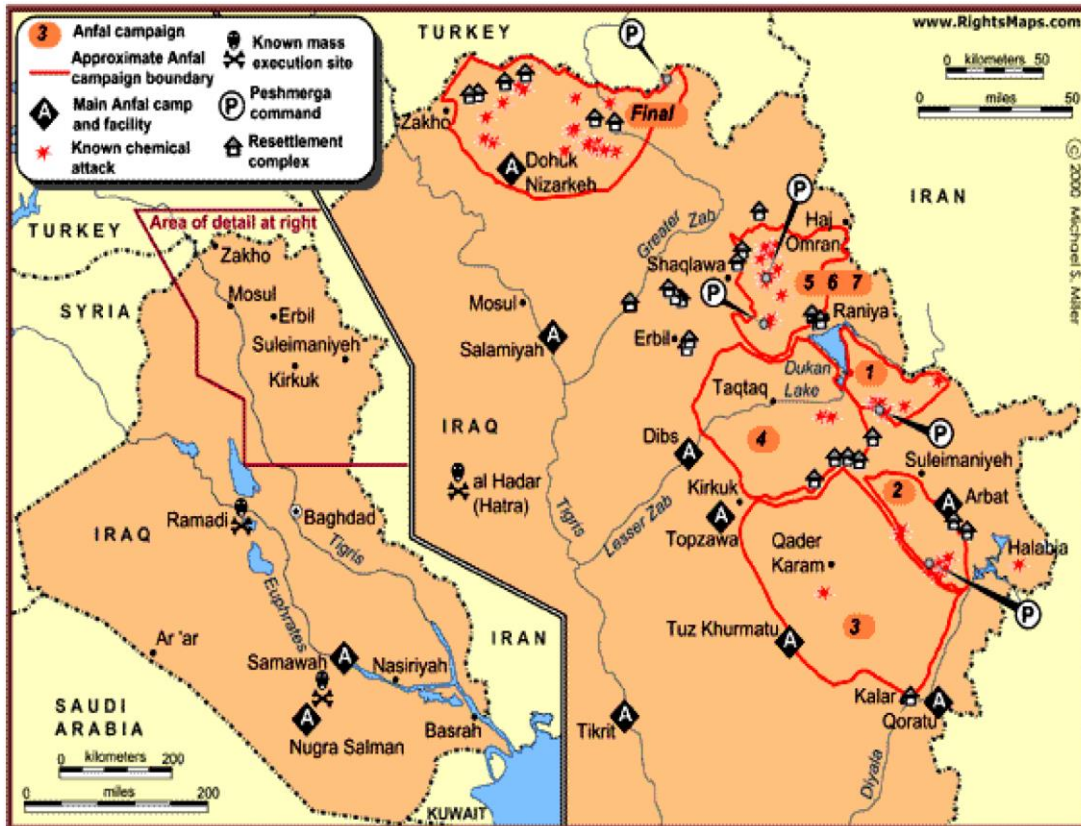 3 Anfal campaign
Approximate Anfal
campaign boundary
A Main Anfal camp
and facility
Known chemical
attack
Known mass
execution site
P Peshmerga
command
Resettlement
complex
www.RightsMaps.com
0 kilometers 50
0 miles 50
© 2000 Michael S. Miller
TURKEY
P
Zakho
Final
A Dohuk
Nizarkeh
IRAN
Greater Zab
P
Haj
Omran
Shaqlawa
5 6 7
P
Raniya
Mosul
A
Salamiyah
Erbil
Dukan
Lake
1
Taqtaq
P
IRAQ
4
Dibs
A
Suleimaniyeh
al Hadar
(Hatra)
Kirkuk
2
A Arbat
Tigris
Lesser Zab
A
Topzawa
Halabja
Qader
Karam
P
3
Tuz Khurmatu
A
Kalar
A
Qoratu
Tikrit
A
Diyala
Area of detail at right
TURKEY
Zakho
SYRIA
Mosul
Erbil
Suleimaniyeh
Kirkuk
Ramadi
Baghdad
IRAQ
Tigris
Euphrates
IRAN
Ar 'ar
Samawah
A
Nasiriyah
SAUDI
ARABIA
A
Nugra Salman
Basrah
0 kilometers 200
0 miles 200
KUWAIT